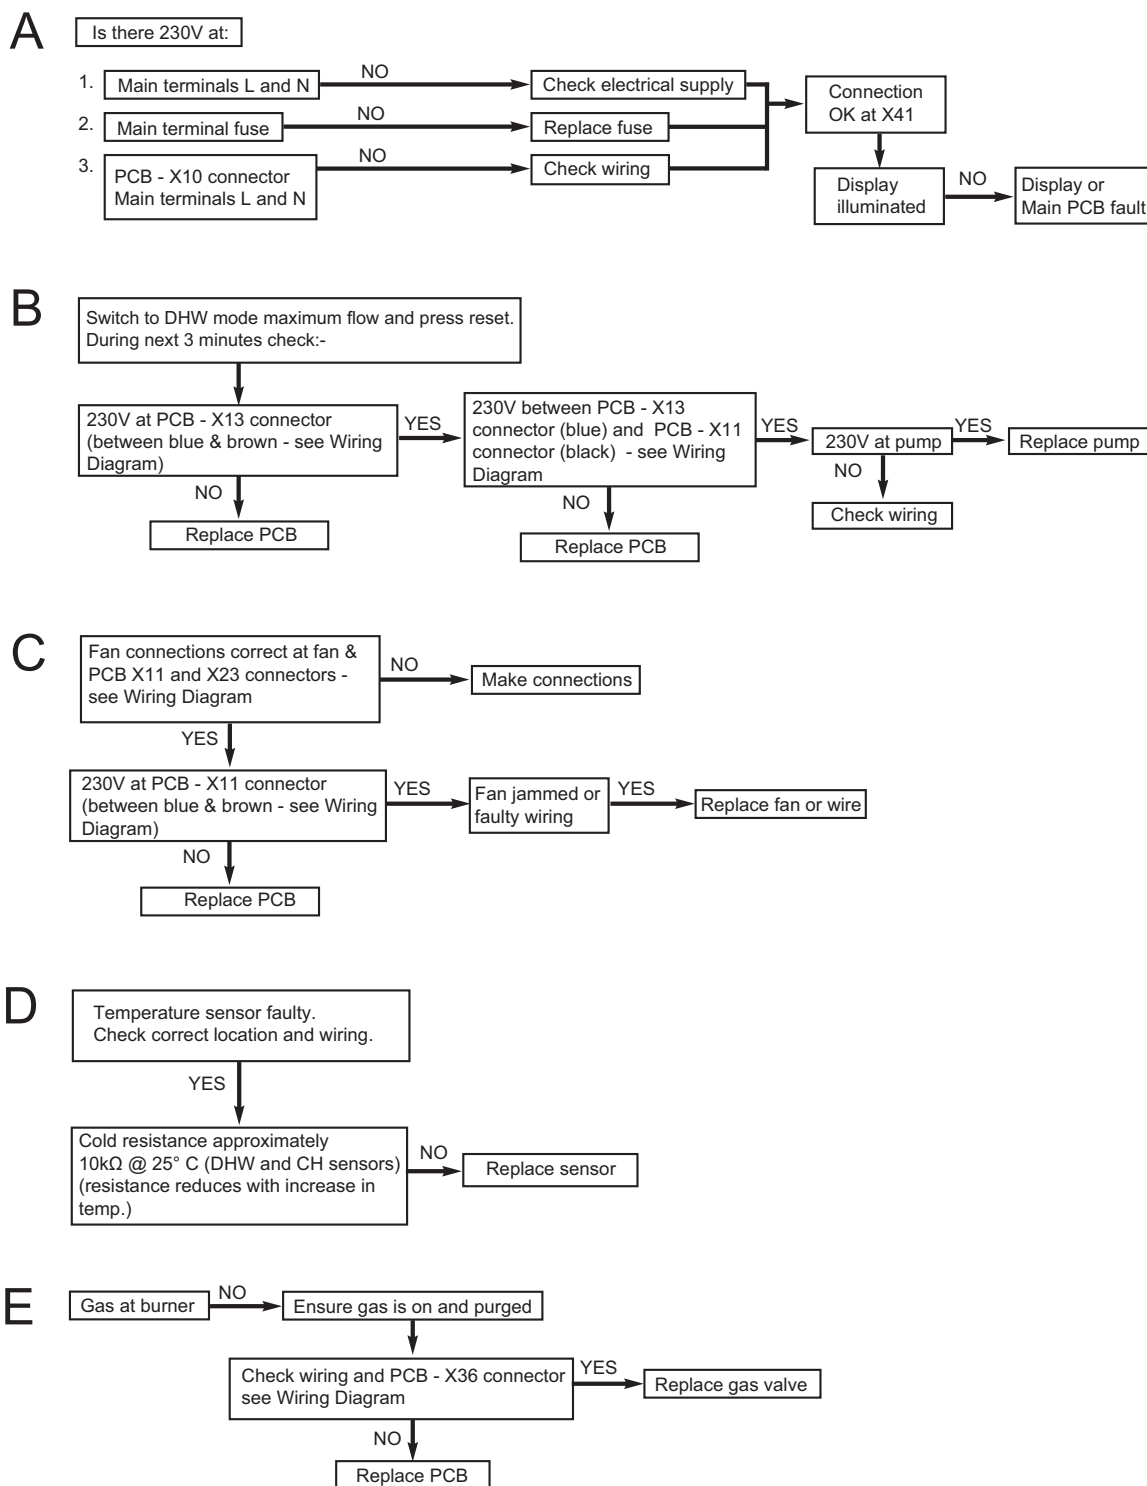 A
Is there 230V at:
1.
Main terminals L and N
NO
Check electrical supply
2.
Main terminal fuse
NO
Replace fuse
3.
PCB - X10 connector
Main terminals L and N
NO
Check wiring
Connection
OK at X41
Display
illuminated
NO
Display or
Main PCB fault
B
Switch to DHW mode maximum flow and press reset.
During next 3 minutes check:-
230V at PCB - X13 connector
(between blue & brown - see Wiring
Diagram)
YES
NO
Replace PCB
230V between PCB - X13
connector (blue) and PCB - X11
connector (black) - see Wiring
Diagram
YES
NO
Replace PCB
230V at pump
YES
Replace pump
NO
Check wiring
C
Fan connections correct at fan &
PCB X11 and X23 connectors -
see Wiring Diagram
NO
Make connections
YES
230V at PCB - X11 connector
(between blue & brown - see Wiring
Diagram)
YES
Fan jammed or
faulty wiring
YES
Replace fan or wire
NO
Replace PCB
D
Temperature sensor faulty.
Check correct location and wiring.
YES
Cold resistance approximately
10kΩ @ 25° C (DHW and CH sensors)
(resistance reduces with increase in
temp.)
NO
Replace sensor
E
Gas at burner
NO
Ensure gas is on and purged
Check wiring and PCB - X36 connector
see Wiring Diagram
YES
Replace gas valve
NO
Replace PCB